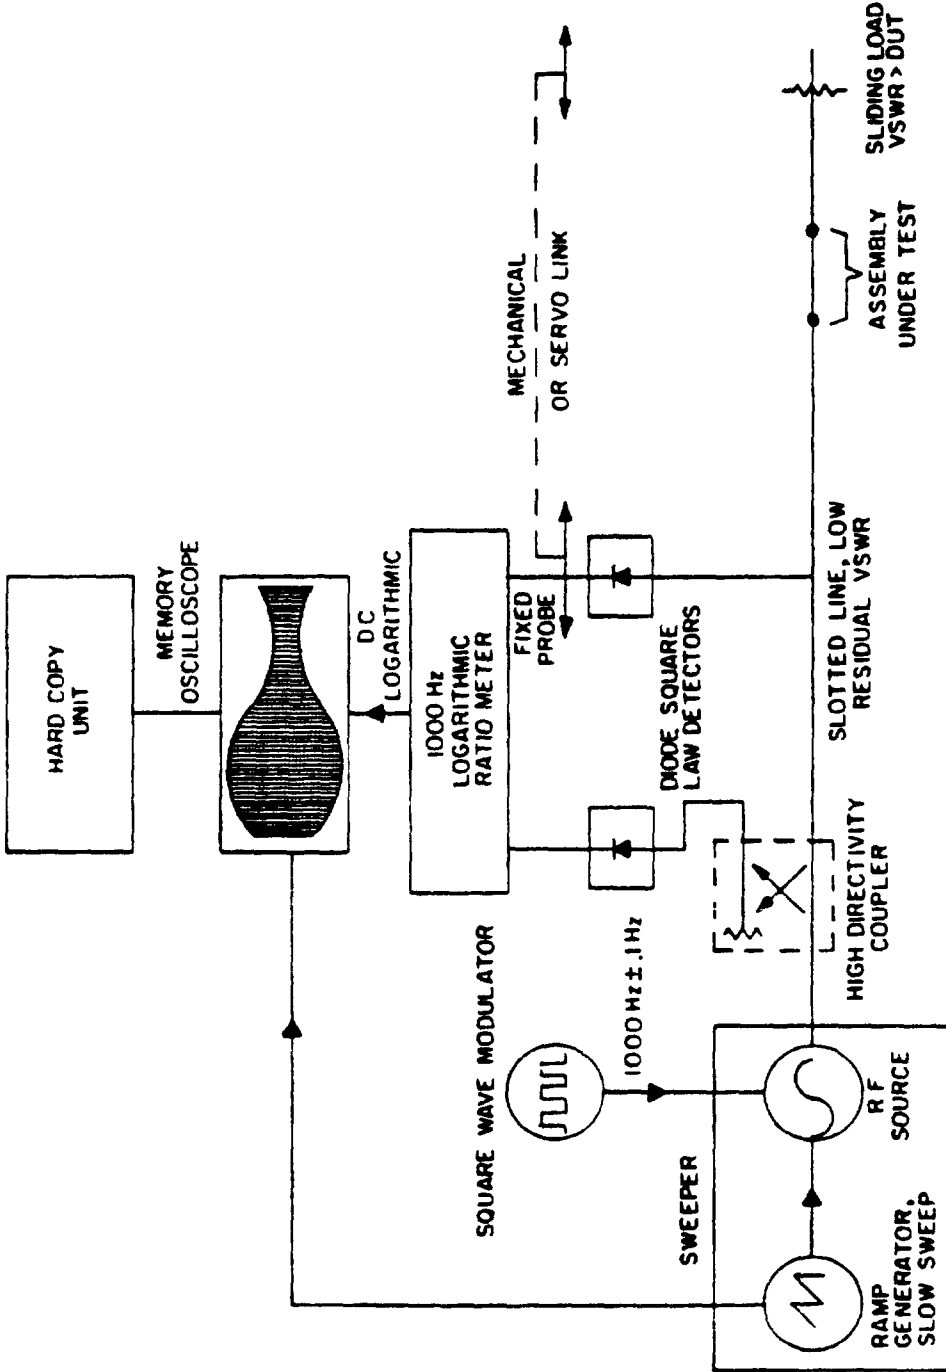 HARD COPY
UNIT
MEMORY
OSCILLOSCOPE
DC
LOGARITHMIC
1000 Hz
LOGARITHMIC
RATIO METER
MECHANICAL
OR SERVO LINK
FIXED
PROBE
DIODE SQUARE
LAW DETECTORS
SQUARE WAVE MODULATOR
1000 Hz ± .1 Hz
SWEEPER
RAMP
GENERATOR,
SLOW SWEEP
RF
SOURCE
HIGH DIRECTIVITY
COUPLER
SLOTTED LINE, LOW
RESIDUAL VSWR
ASSEMBLY
UNDER TEST
SLIDING LOAD
VSWR > DUT